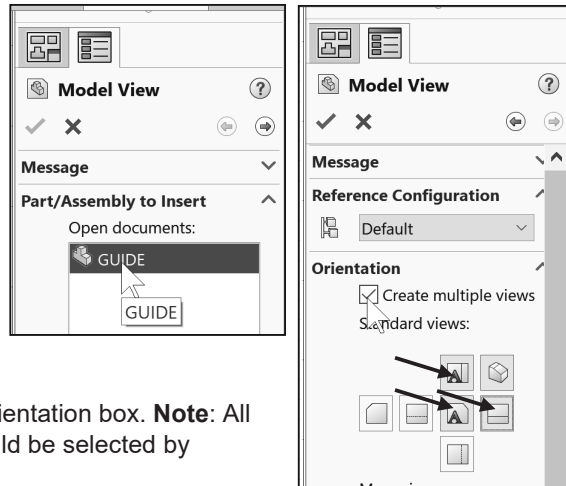 Model View
Message
Part/Assembly to Insert
Open documents:
GUIDE
GUIDE
Model View
Message
Reference Configuration
Default
Orientation
Create multiple views
Standard views:
A
A
ientation box. Note: All
ld be selected by